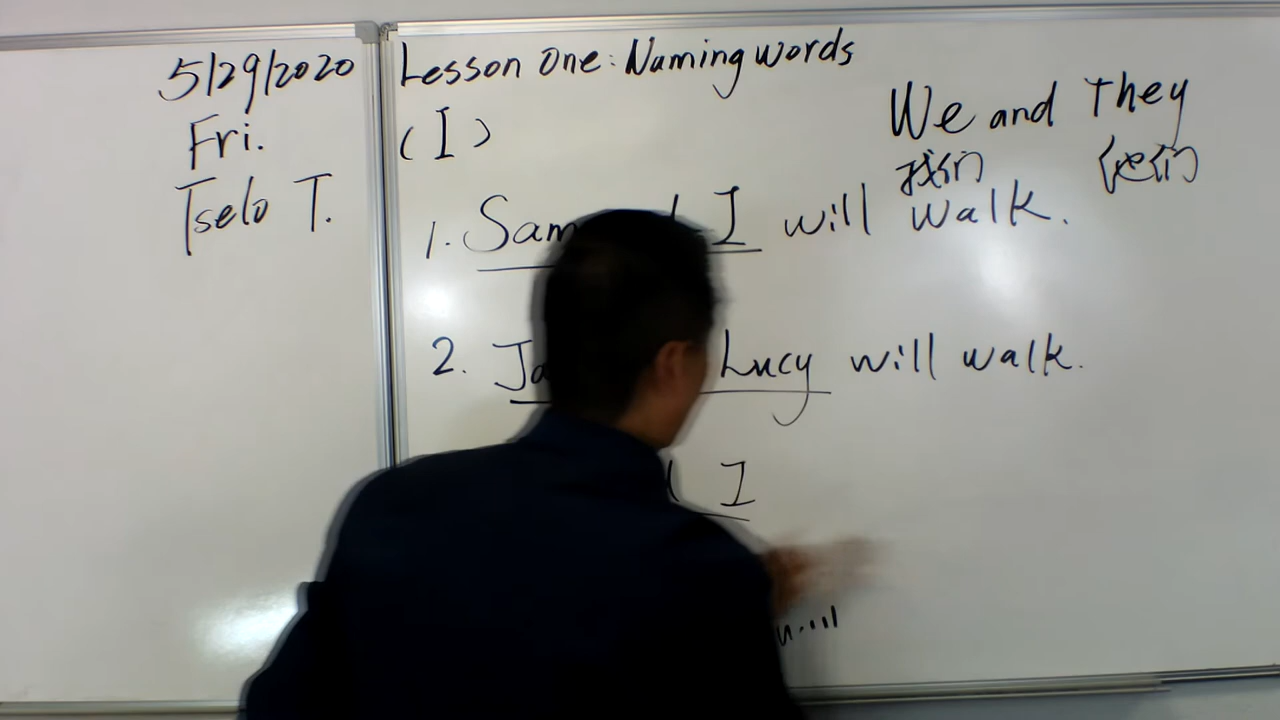 5/29/2020
Fri.
Tselo T.
Lesson One: Naming words
(I)
We and They
我们 他们
1. Sam I will walk.
2. Lucy will walk.
I